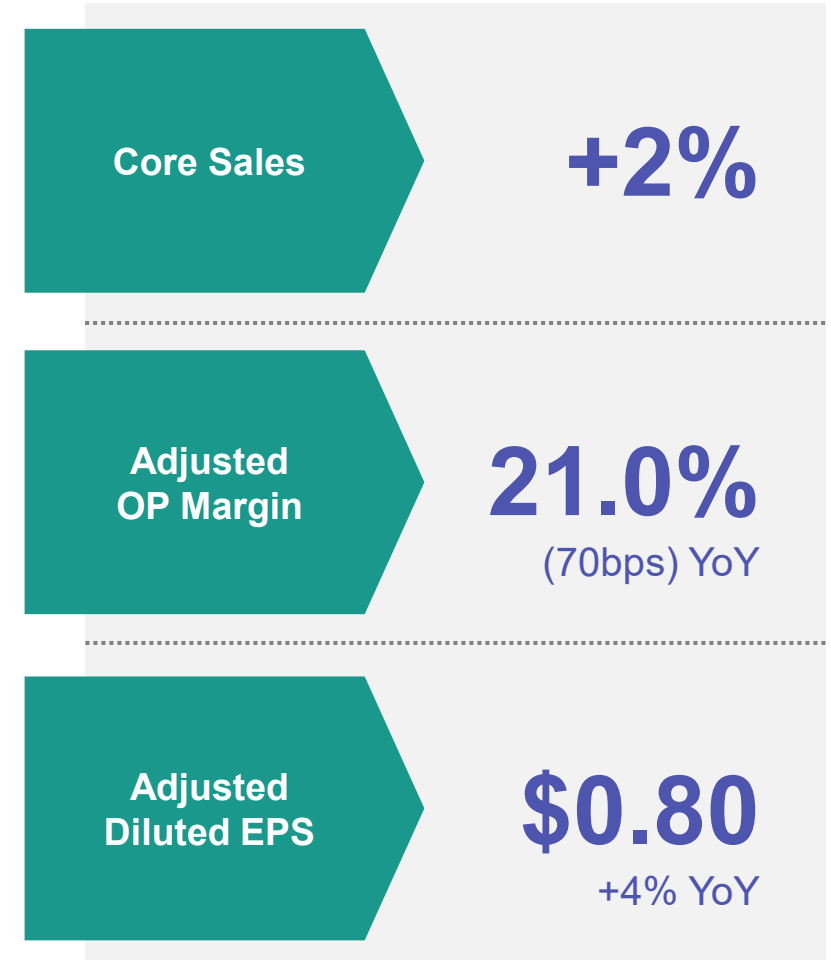 Core Sales
+2%
Adjusted
OP Margin
21.0%
(70bps) YoY
Adjusted
Diluted EPS
$0.80
+4% YoY